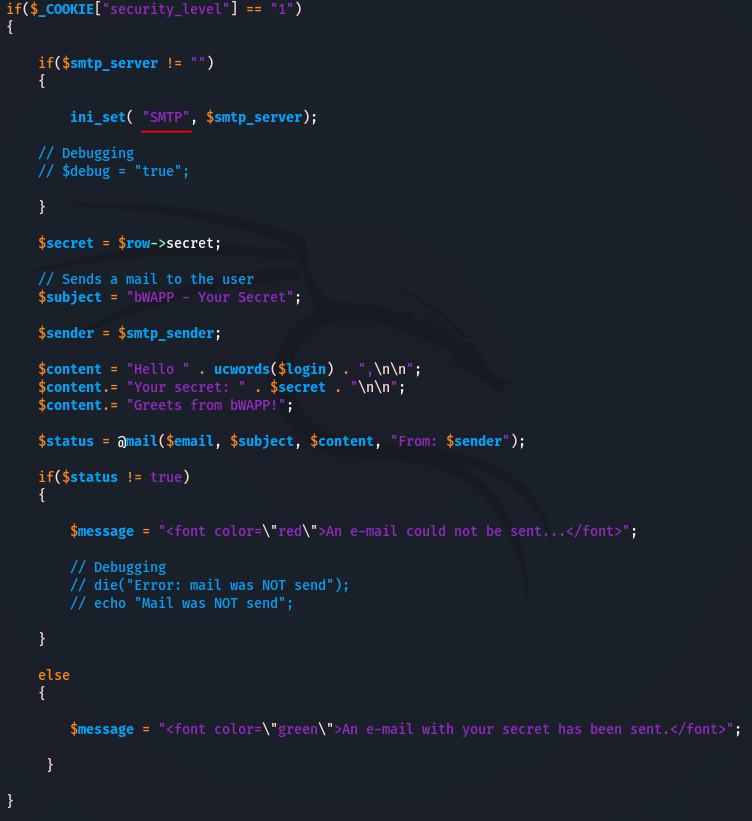 if($_COOKIE["security_level"] == "1")
{
    if($smtp_server != "")
    {
        ini_set( "SMTP", $smtp_server);
    // Debugging
    // $debug = "true";
    }
    $secret = $row->secret;
    // Sends a mail to the user
    $subject = "bWAPP - Your Secret";
    $sender = $smtp_sender;
    $content = "Hello " . ucwords($login) . ",\n\n";
    $content.= "Your secret: " . $secret . "\n\n";
    $content.= "Greets from bWAPP!";
    $status = @mail($email, $subject, $content, "From: $sender");
    if($status != true)
    {
        $message = "<font color=\"red\">An e-mail could not be sent...</font>";
        // Debugging
        // die("Error: mail was NOT send");
        // echo "Mail was NOT send";
    }
    else
    {
        $message = "<font color=\"green\">An e-mail with your secret has been sent.</font>";
     }
}